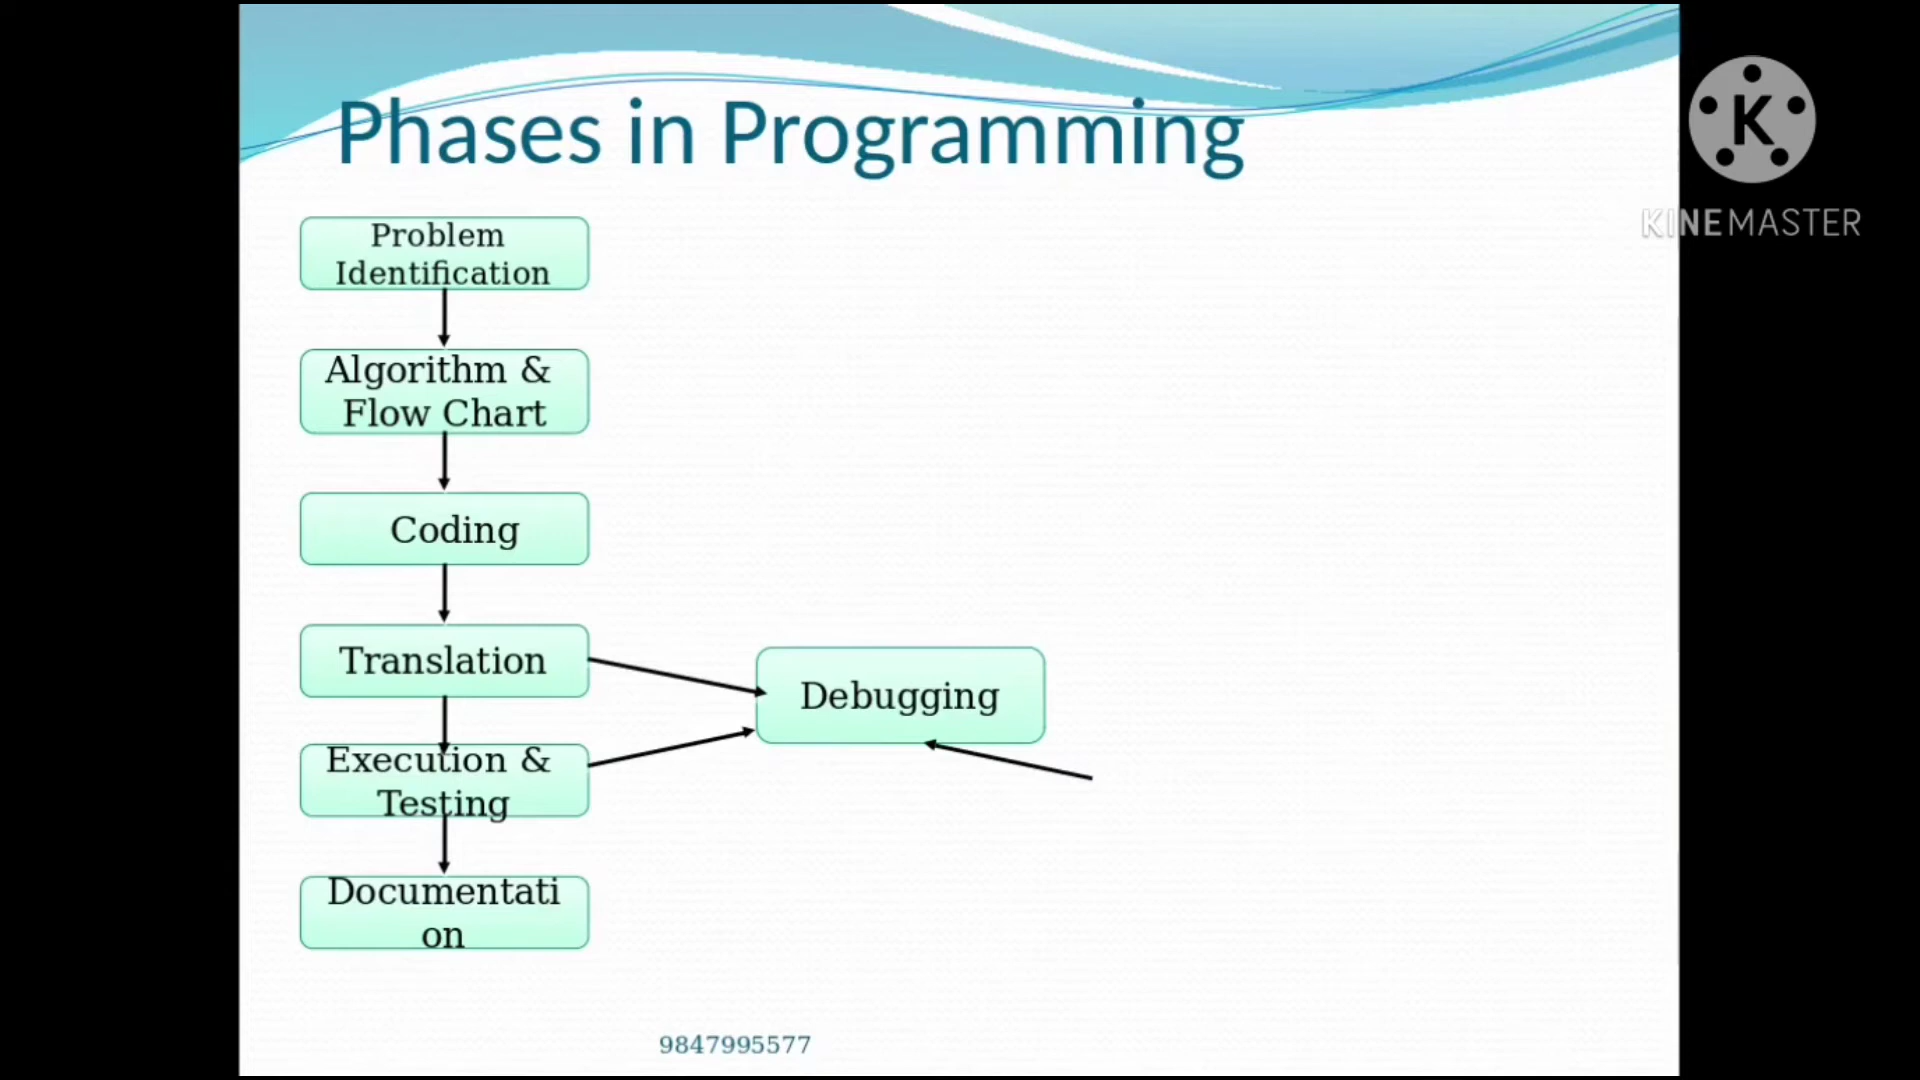 Phases in Programming
K
KINEMASTER
Problem
Identification
Algorithm &
Flow Chart
Coding
Translation
Debugging
Execution &
Testing
Documentati
on
9847995577